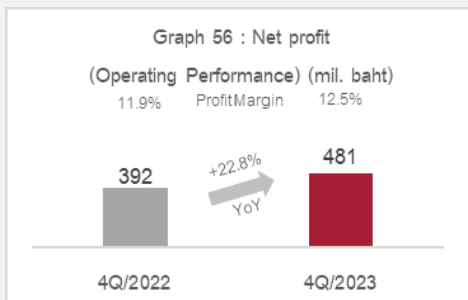 Graph 56 : Net profit
(Operating Performance) (mil. baht)
11.9% ProfitMargin 12.5%
392
+22.8%
YoY
481
4Q/2022 4Q/2023